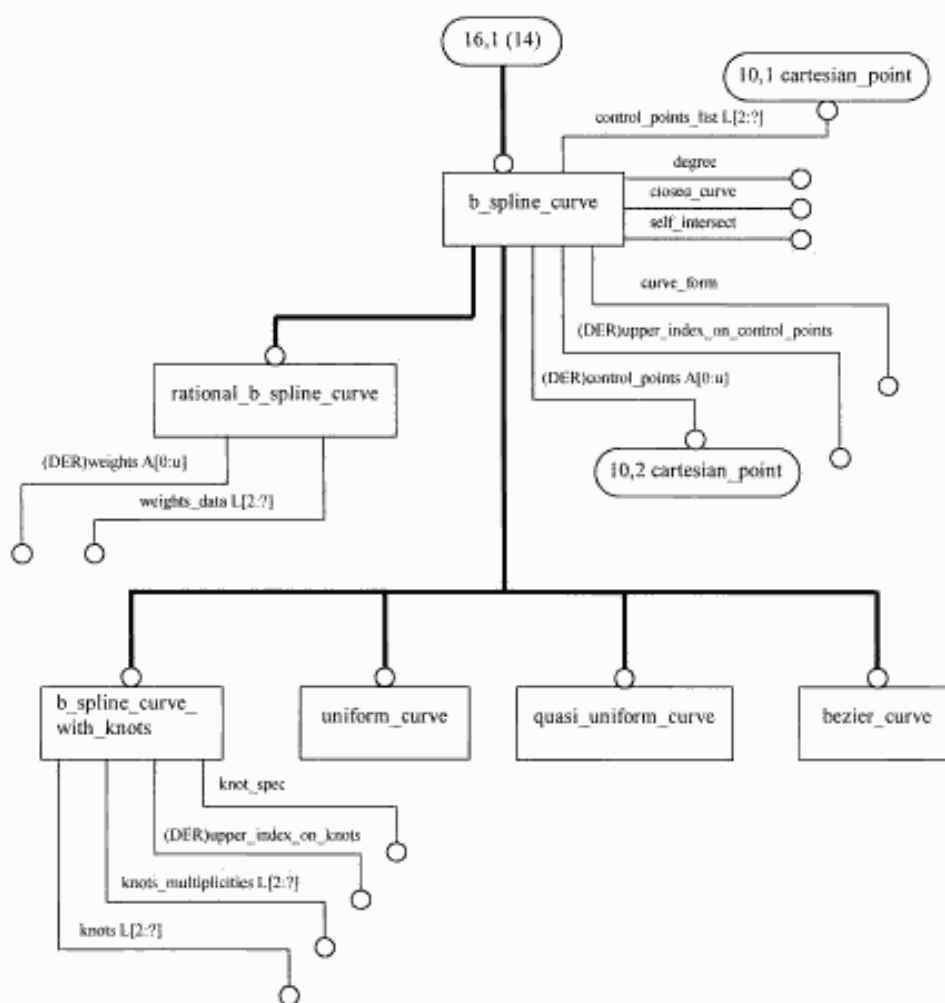 16,1 (14)
10,1 cartesian_point
control_points_list L[2:?]
degree
closed_curve
b_spline_curve
self_intersect
curve_form
(DER)upper_index_on_control_points
(DER)control_points A[0:u]
rational_b_spline_curve
(DER)weights A[0:u]
10,2 cartesian_point
weights_data L[2:?]
b_spline_curve_
with_knots
uniform_curve
quasi_uniform_curve
bezier_curve
knot_spec
(DER)upper_index_on_knots
knots_multiplicities L[2:?]
knots L[2:?]